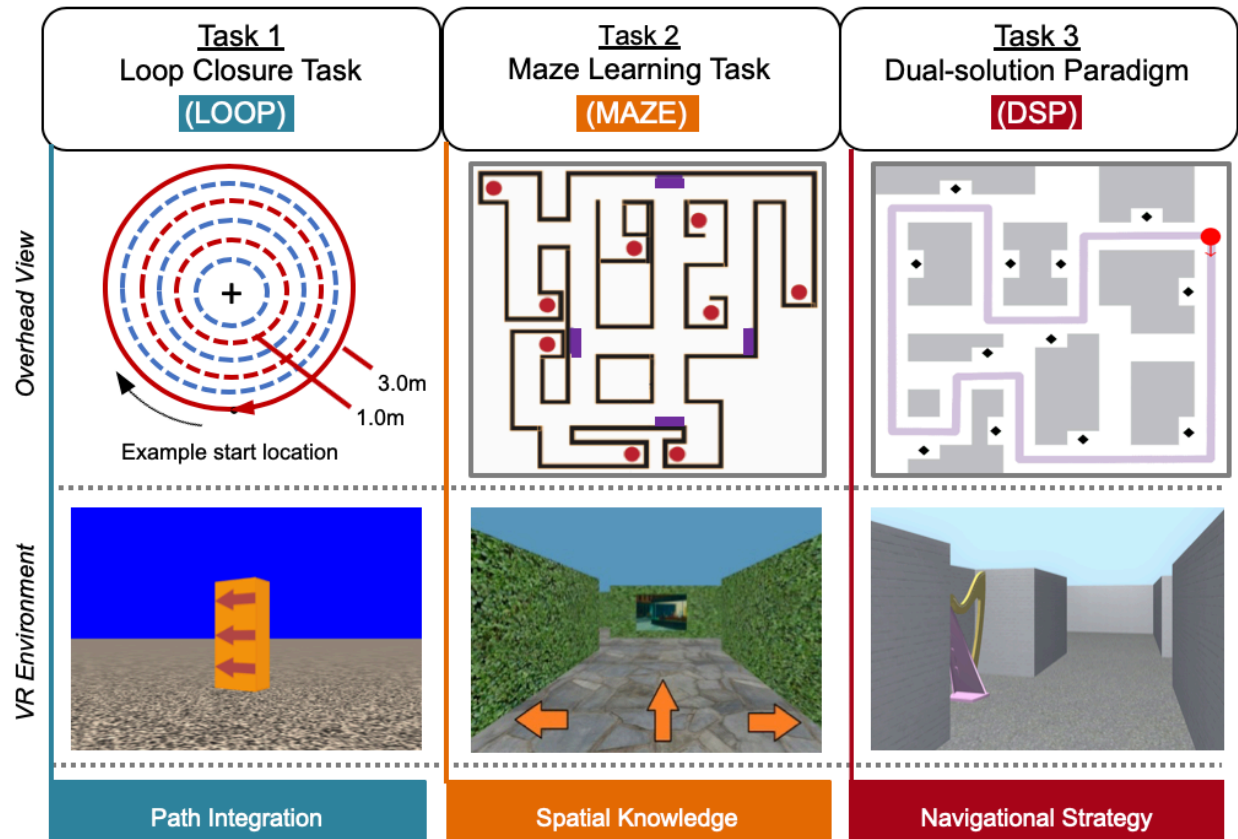 Task 1
Loop Closure Task
(LOOP)
Task 2
Maze Learning Task
(MAZE)
Task 3
Dual-solution Paradigm
(DSP)
Overhead View
3.0m
1.0m
Example start location
VR Environment
Path Integration
Spatial Knowledge
Navigational Strategy